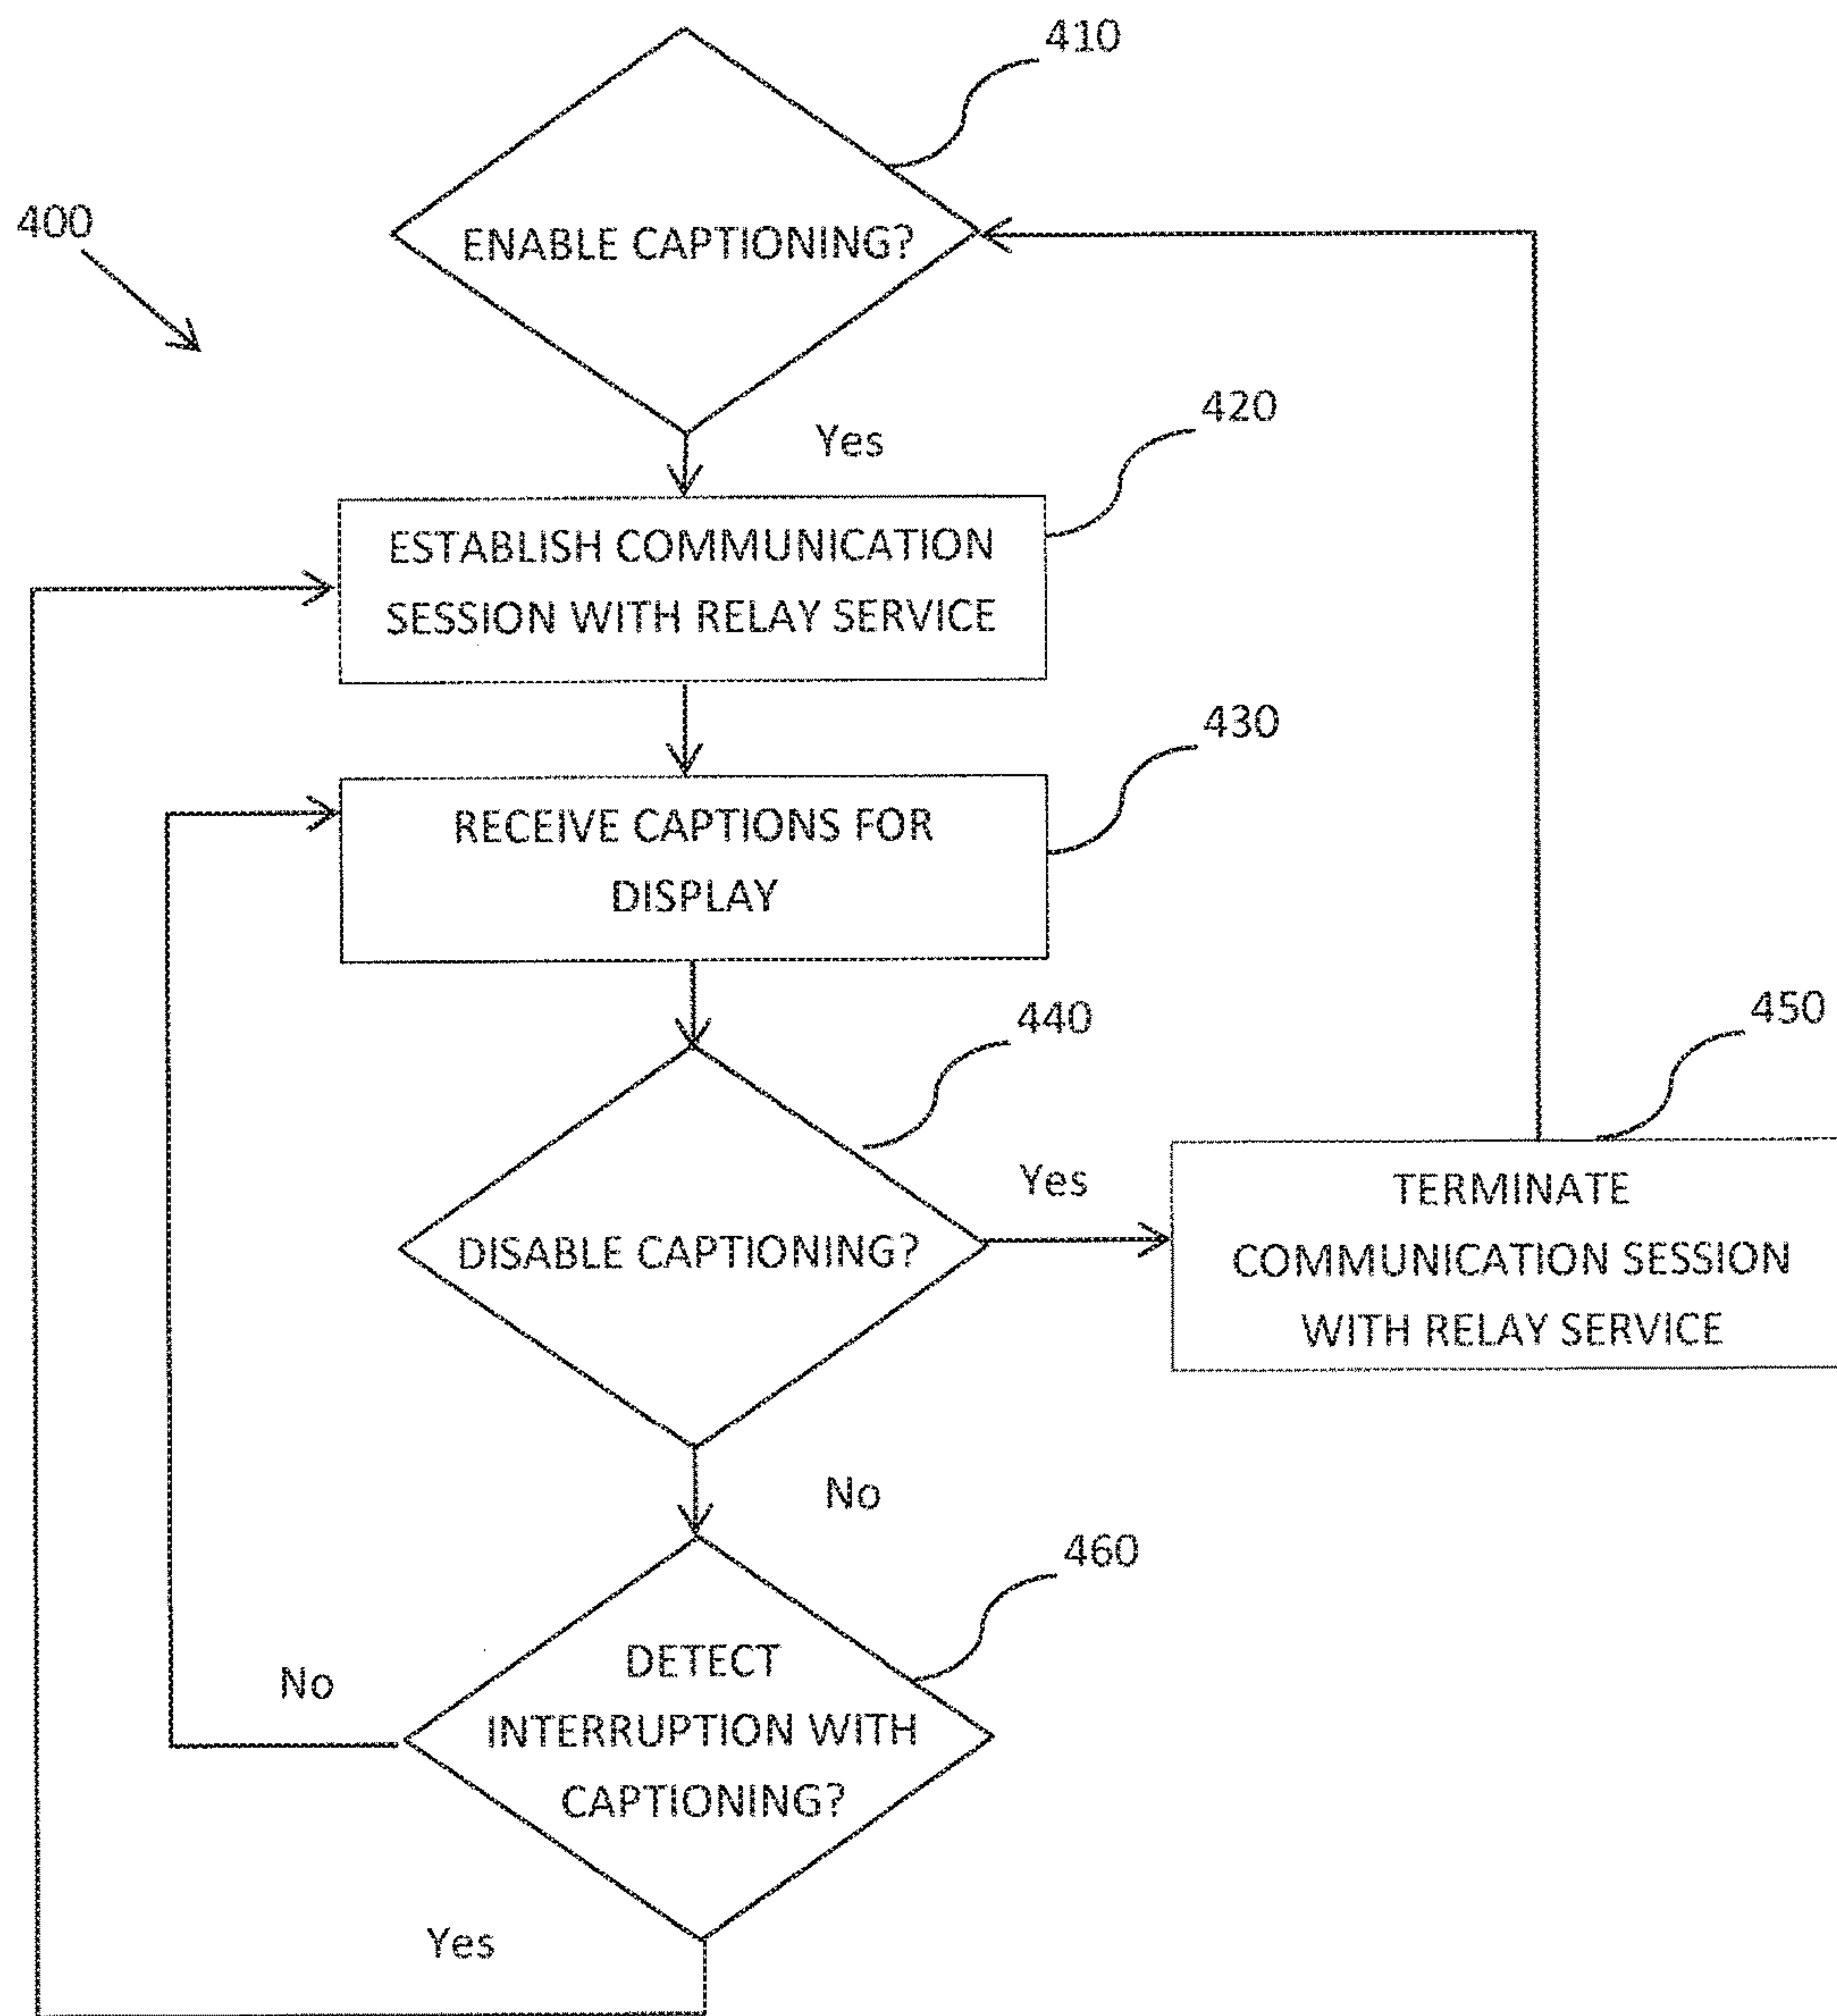 410
400
ENABLE CAPTIONING?
420
Yes
ESTABLISH COMMUNICATION
SESSION WITH RELAY SERVICE
430
RECEIVE CAPTIONS FOR
DISPLAY
440
450
Yes
TERMINATE
COMMUNICATION SESSION
WITH RELAY SERVICE
DISABLE CAPTIONING?
No
460
DETECT
INTERRUPTION WITH
CAPTIONING?
No
Yes